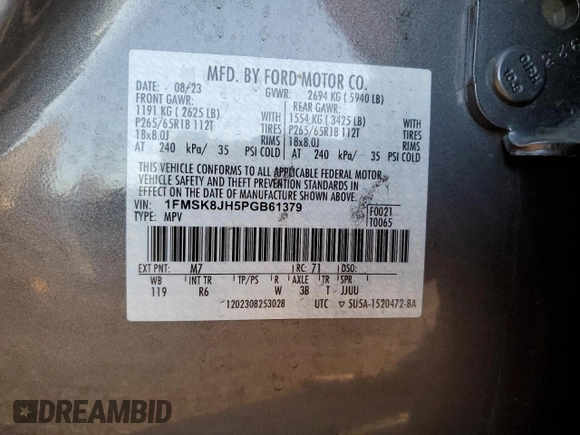 MFD. BY FORD MOTOR CO.
DATE: 08/23 GVWR: 2694 KG ( 5940 LB)
FRONT GAWR: REAR GAWR:
1191 KG ( 2625 LB) WITH 1554 KG ( 3425 LB) WITH
P265/65R18 112T TIRES P265/65R18 112T TIRES
18x8.0J RIMS 18x8.0J RIMS
AT 240 kPa/ 35 PSI COLD AT 240 kPa/ 35 PSI COLD
THIS VEHICLE CONFORMS TO ALL APPLICABLE FEDERAL MOTOR
VEHICLE SAFETY AND THEFT PREVENTION STANDARDS IN
EFFECT ON THE DATE OF MANUFACTURE SHOWN ABOVE.
VIN: 1FMSK8JH5PGB61379 F0021
TYPE: MPV T0065
EXT PNT: M7 RC: 71 DSO:
WB INT TR TP/PS R AXLE TR SPR
119 R6 W 3B T JJUU
1202308253028 UTC 5U5A-1520472-BA
DREAMBID